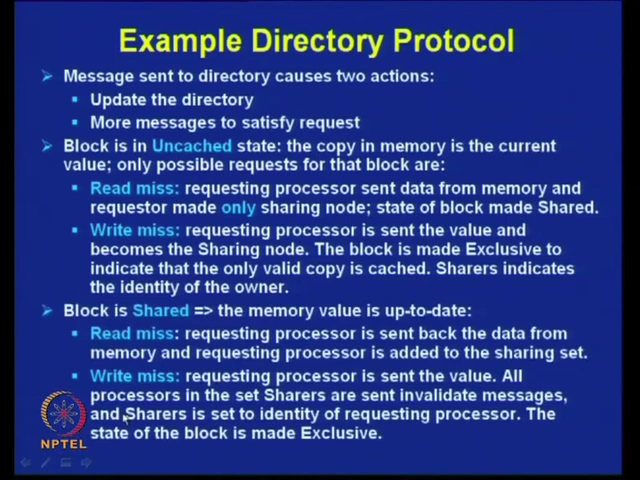 Example Directory Protocol
Message sent to directory causes two actions:
Update the directory
More messages to satisfy request
Block is in Uncached state: the copy in memory is the current
value; only possible requests for that block are:
Read miss: requesting processor sent data from memory and
requestor made only sharing node; state of block made Shared.
Write miss: requesting processor is sent the value and
becomes the Sharing node. The block is made Exclusive to
indicate that the only valid copy is cached. Sharers indicates
the identity of the owner.
Block is Shared => the memory value is up-to-date:
Read miss: requesting processor is sent back the data from
memory and requesting processor is added to the sharing set.
Write miss: requesting processor is sent the value. All
processors in the set Sharers are sent invalidate messages,
and Sharers is set to identity of requesting processor. The
state of the block is made Exclusive.
NPTEL